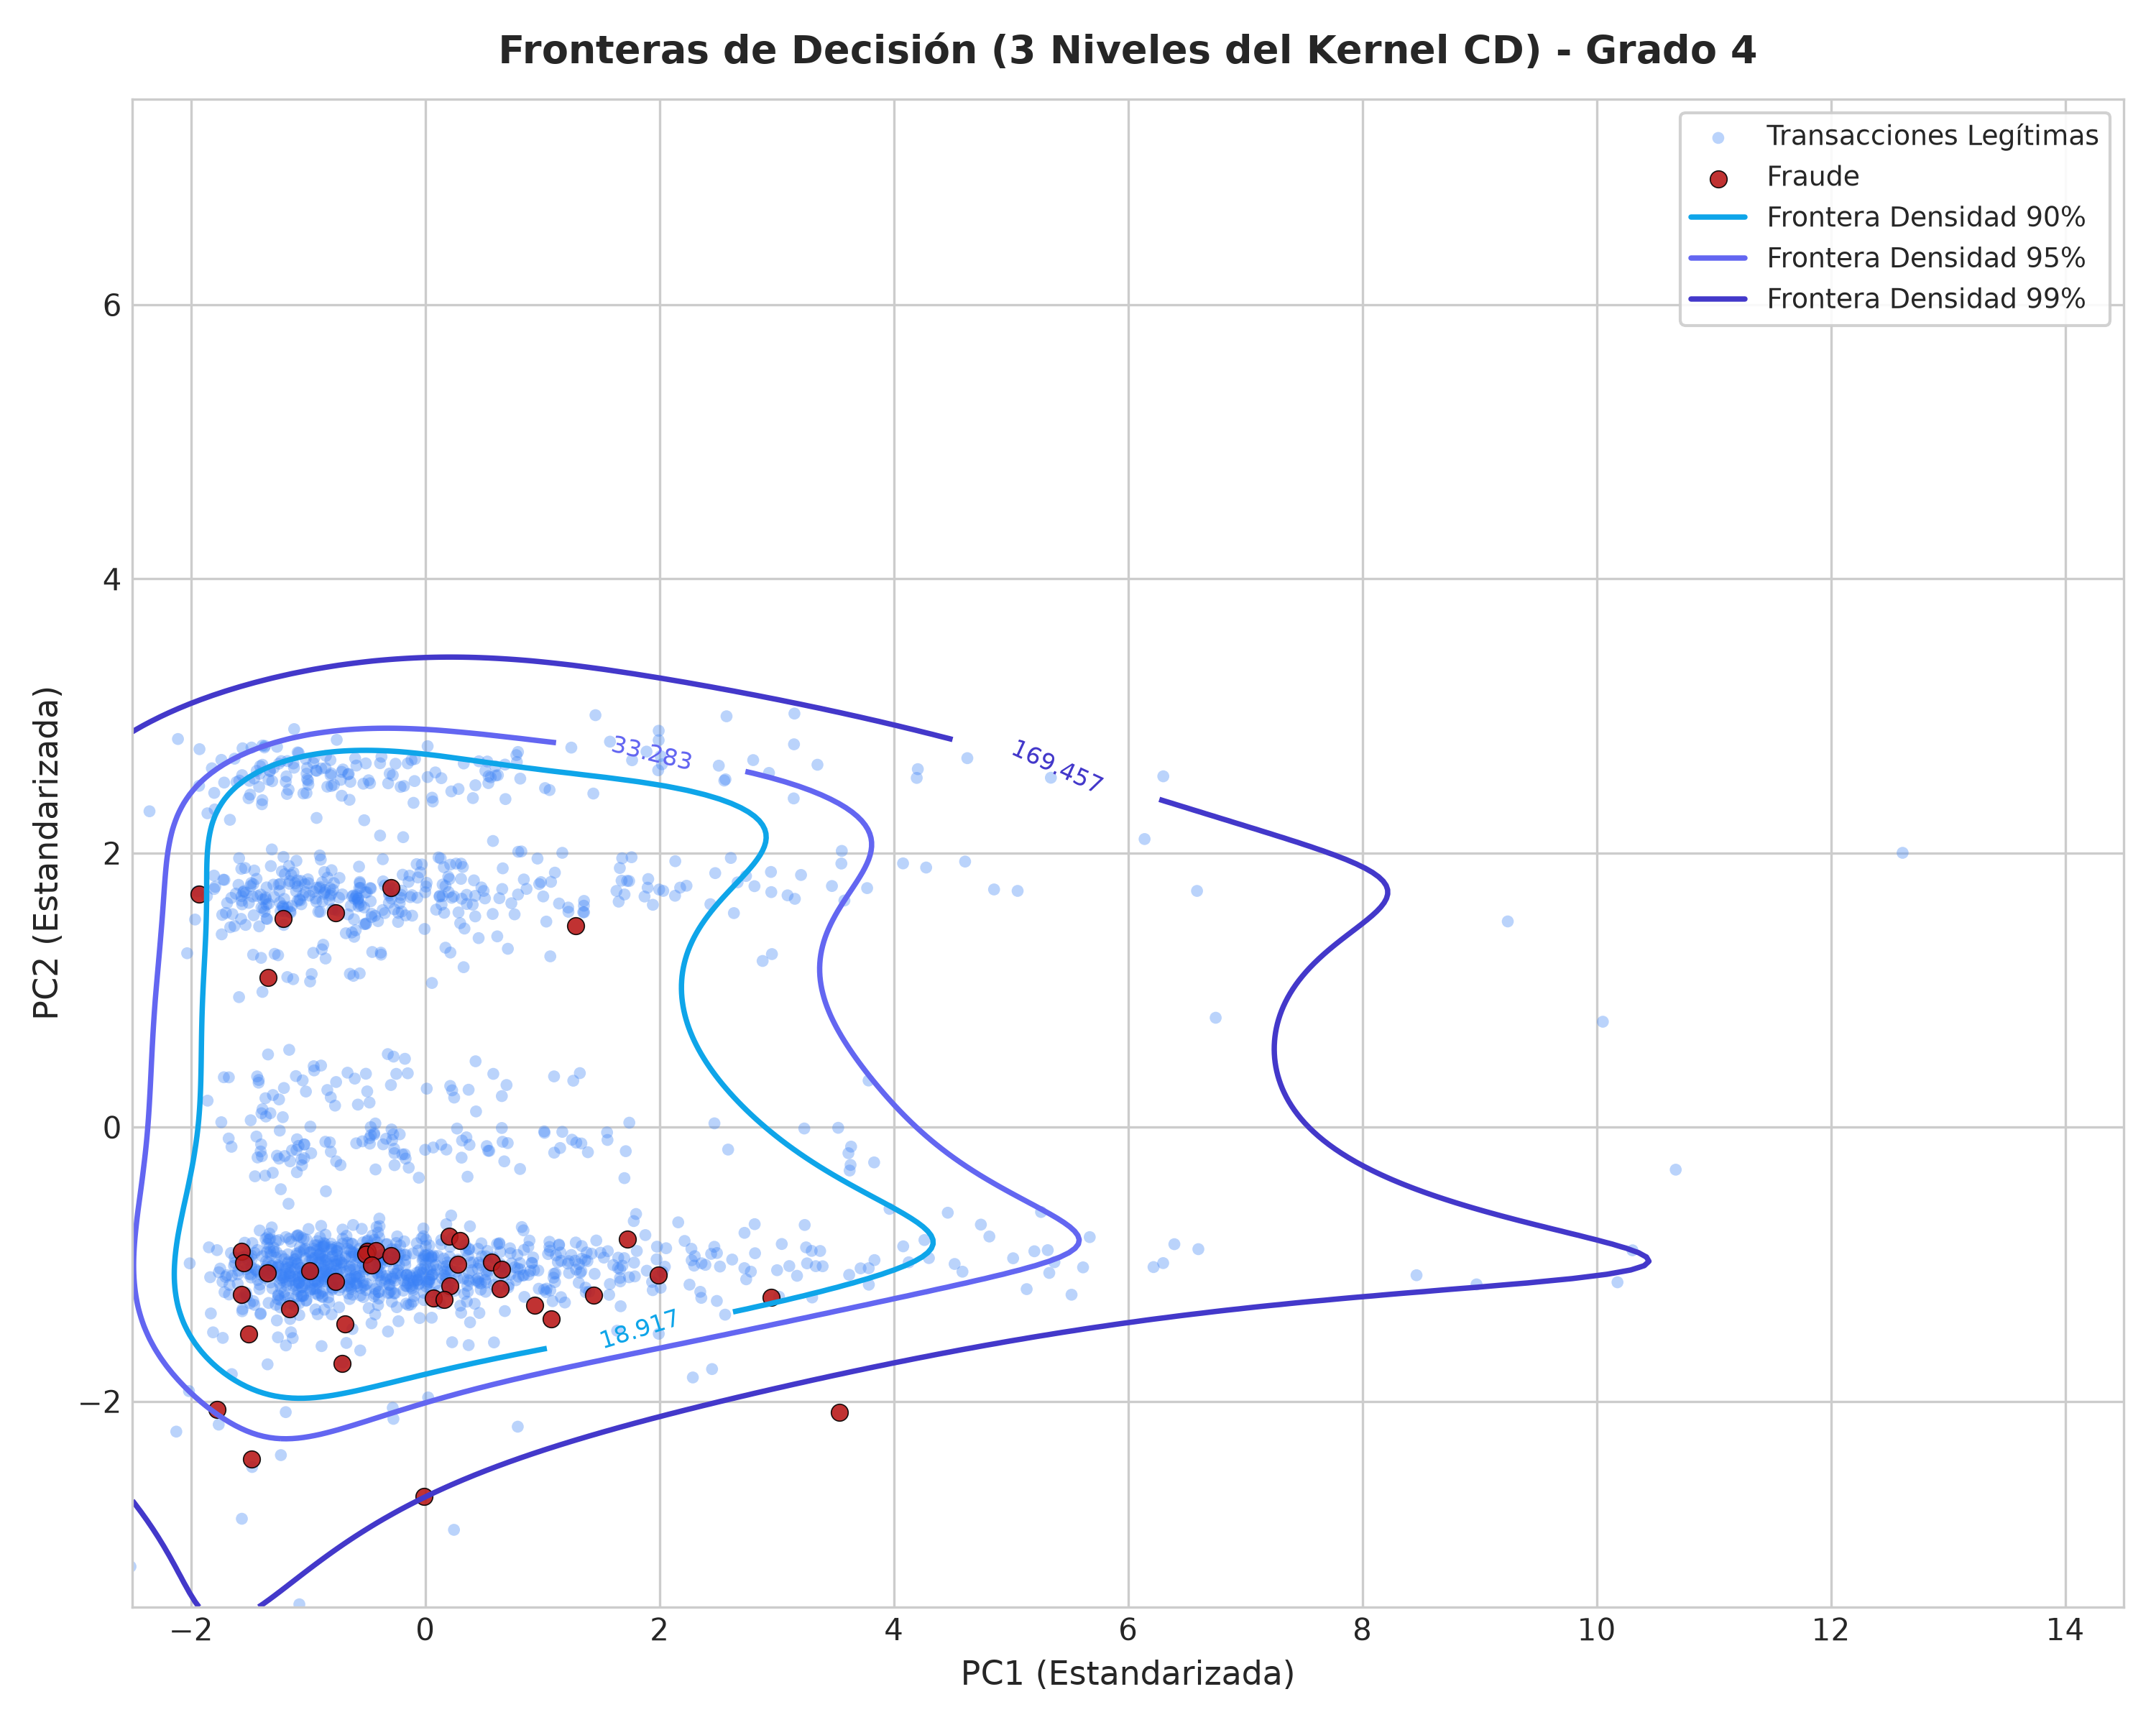 Fronteras de Decisión (3 Niveles del Kernel CD) - Grado 4
Transacciones Legítimas
Fraude
Frontera Densidad 90%
Frontera Densidad 95%
Frontera Densidad 99%
6
4
2
0
−2
PC2 (Estandarizada)
33.283
169.457
18.917
−2
0
2
4
6
8
10
12
14
PC1 (Estandarizada)